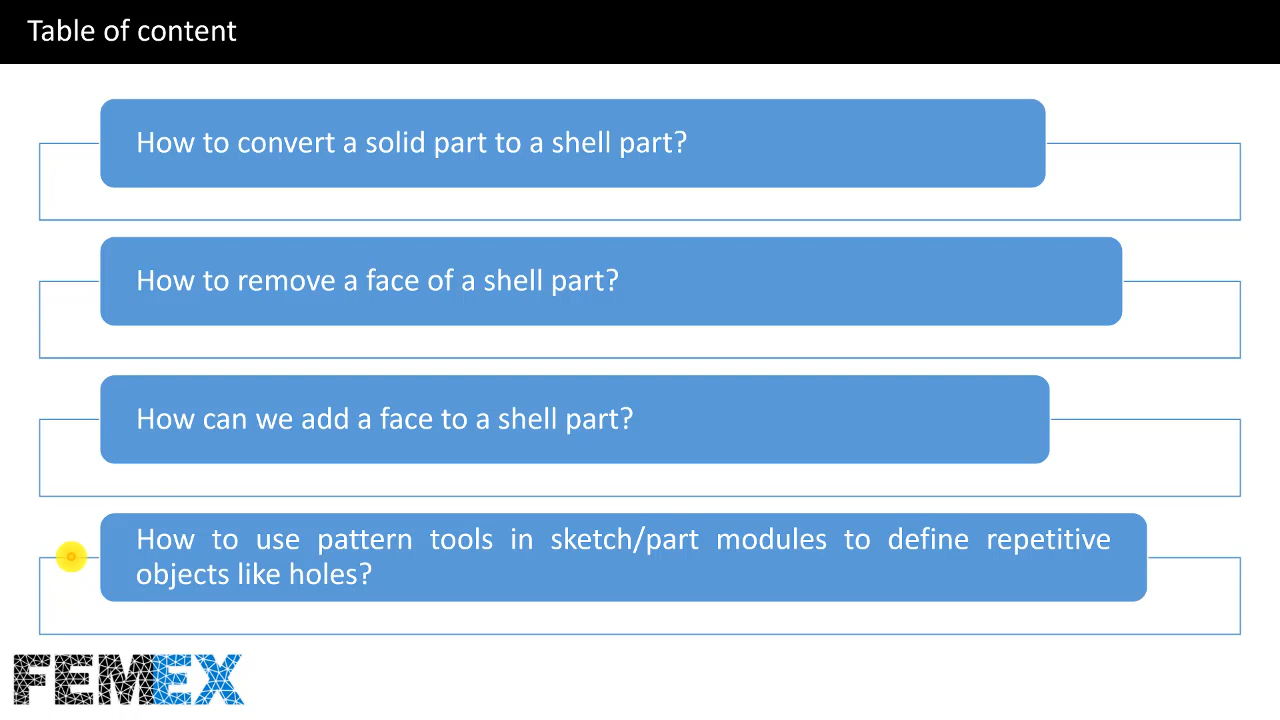 Table of content
How to convert a solid part to a shell part?
How to remove a face of a shell part?
How can we add a face to a shell part?
How to use pattern tools in sketch/part modules to define repetitive
objects like holes?
FEMEX